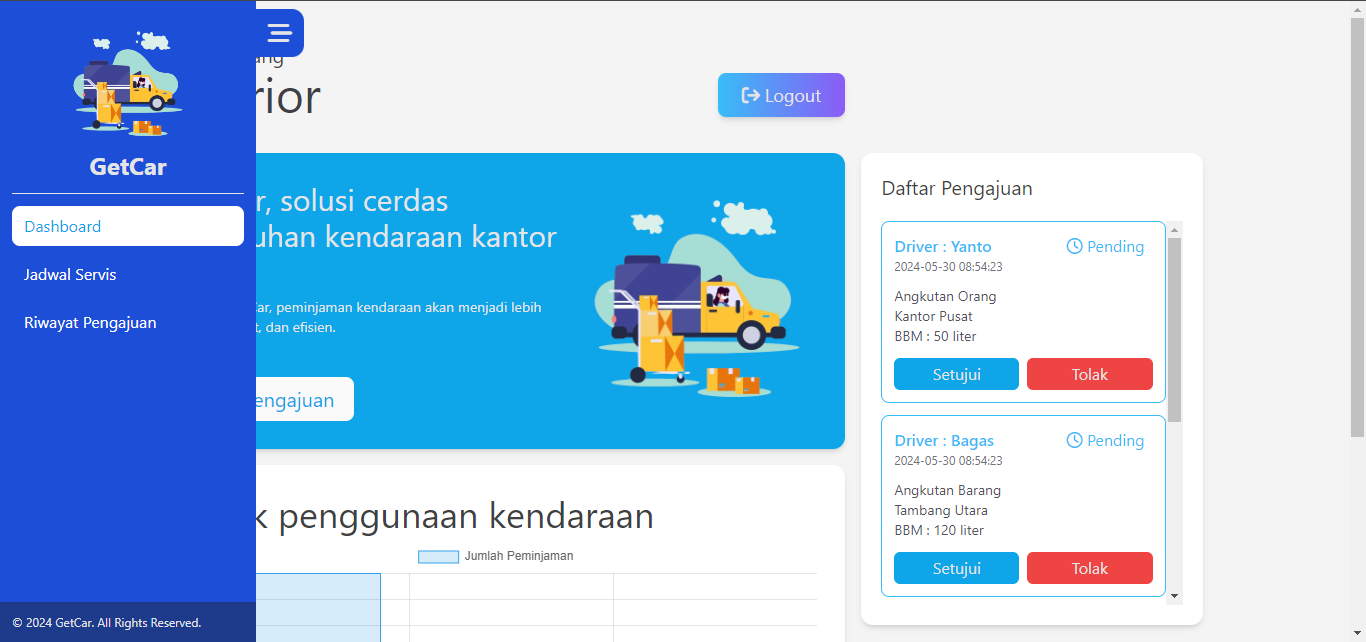 GetCar
Dashboard
Jadwal Servis
Riwayat Pengajuan
© 2024 GetCar. All Rights Reserved.
ang
rior
Logout
r, solusi cerdas
uhan kendaraan kantor
Car, peminjaman kendaraan akan menjadi lebih
t, dan efisien.
engajuan
k penggunaan kendaraan
Jumlah Peminjaman
Daftar Pengajuan
Driver : Yanto
Pending
2024-05-30 08:54:23
Angkutan Orang
Kantor Pusat
BBM : 50 liter
Setujui
Tolak
Driver : Bagas
Pending
2024-05-30 08:54:23
Angkutan Barang
Tambang Utara
BBM : 120 liter
Setujui
Tolak